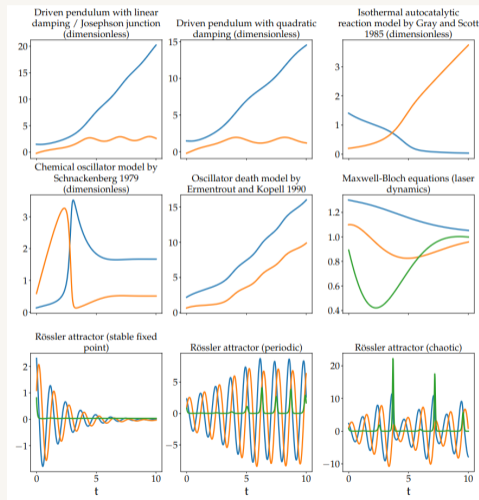 Driven pendulum with linear
damping / Josephson junction
(dimensionless)
20
15
10
5
0
Driven pendulum with quadratic
damping (dimensionless)
15
10
5
0
Isothermal autocatalytic
reaction model by Gray and Scott
1985 (dimensionless)
3
2
1
0
Chemical oscillator model by
Schnackenberg 1979
(dimensionless)
3
2
1
0
Oscillator death model by
Ermentrout and Kopell 1990
15
10
5
0
Maxwell-Bloch equations (laser
dynamics)
1.2
1.0
0.8
0.6
0.4
Rössler attractor (stable fixed
point)
2
1
0
−1
0 5 10
t
Rössler attractor (periodic)
5
0
−5
0 5 10
t
Rössler attractor (chaotic)
20
10
0
−10
0 5 10
t